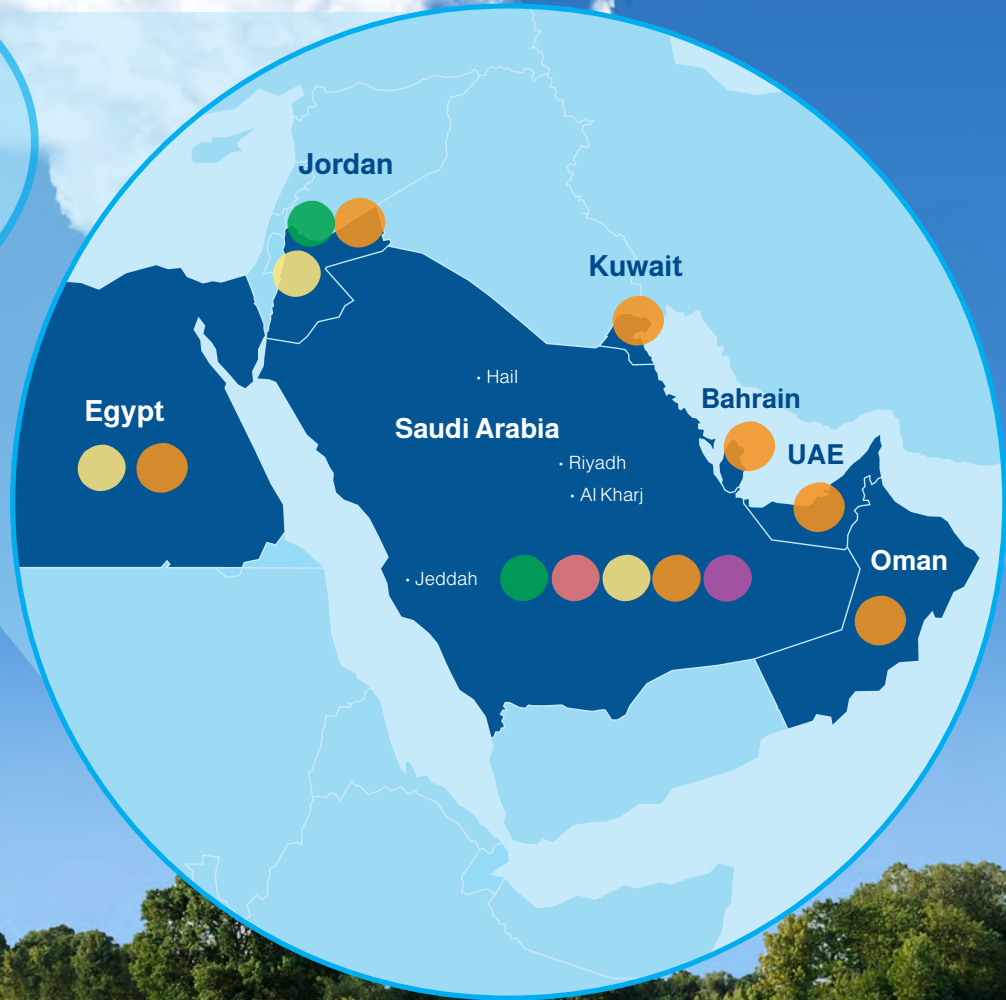 Jordan
Kuwait
· Hail
Bahrain
Egypt
Saudi Arabia
UAE
· Riyadh
· Al Kharj
Oman
· Jeddah